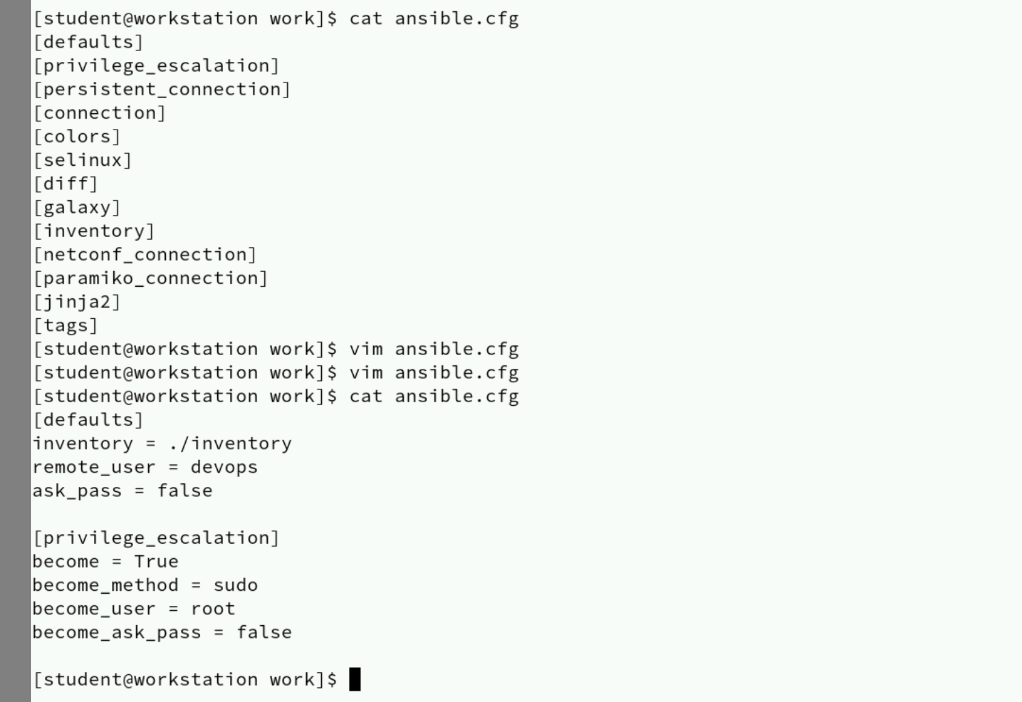 [student@workstation work]$ cat ansible.cfg
[defaults]
[privilege_escalation]
[persistent_connection]
[connection]
[colors]
[selinux]
[diff]
[galaxy]
[inventory]
[netconf_connection]
[paramiko_connection]
[jinja2]
[tags]
[student@workstation work]$ vim ansible.cfg
[student@workstation work]$ vim ansible.cfg
[student@workstation work]$ cat ansible.cfg
[defaults]
inventory = ./inventory
remote_user = devops
ask_pass = false
[privilege_escalation]
become = True
become_method = sudo
become_user = root
become_ask_pass = false
[student@workstation work]$